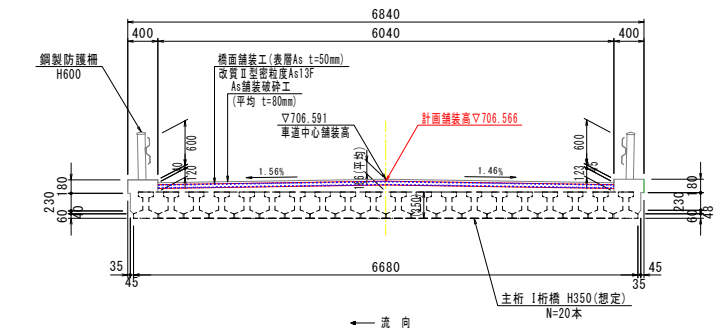 6840
400
6040
400
鋼製防護柵
H600
橋面舗装工(表層As t=50mm)
改質Ⅱ型密粒度As13F
As舗装破砕工
(平均 t=80mm)
▽706.591
車道中心舗装高
計画舗装高▽706.566
600
120
1.56%
(平均)
1.46%
600
123
180
230
60
40
(350)
180
230
60
48
35
45
6680
35
45
主桁 I桁橋 H350(想定)
N=20本
流 向